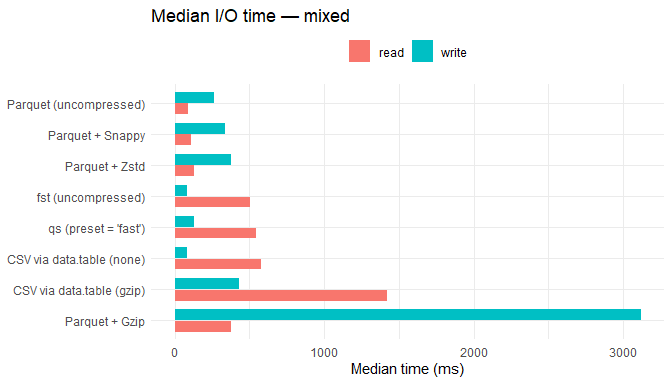 Median I/O time — mixed
read write
Parquet (uncompressed)
Parquet + Snappy
Parquet + Zstd
fst (uncompressed)
qs (preset = 'fast')
CSV via data.table (none)
CSV via data.table (gzip)
Parquet + Gzip
0 1000 2000 3000
Median time (ms)